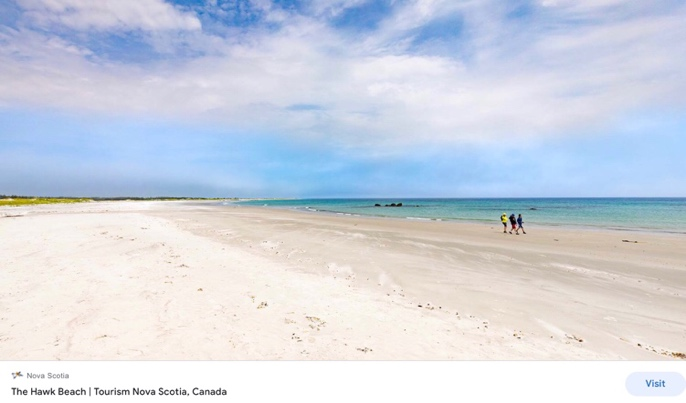 Nova Scotia
The Hawk Beach | Tourism Nova Scotia, Canada
Visit